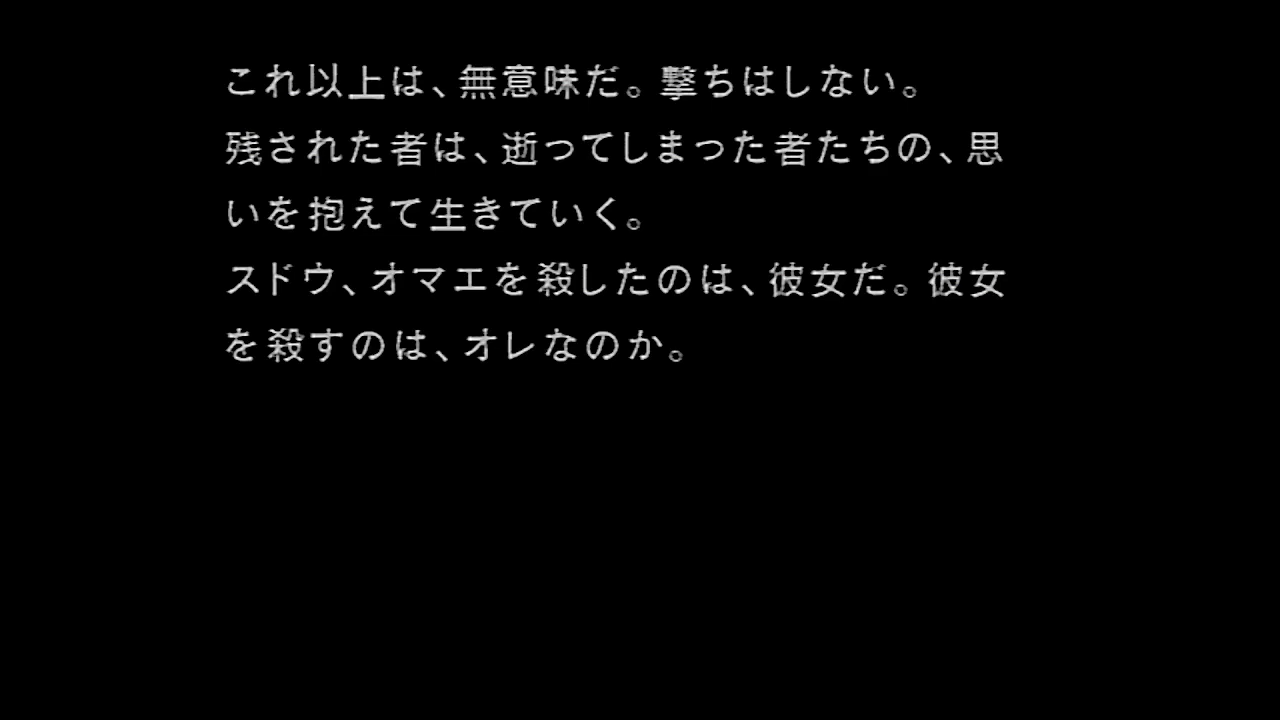 これ以上は、無意味だ。撃ちはしない。
残された者は、逝ってしまった者たちの、思
いを抱えて生きていく。
スドウ、オマエを殺したのは、彼女だ。彼女
を殺すのは、オレなのか。